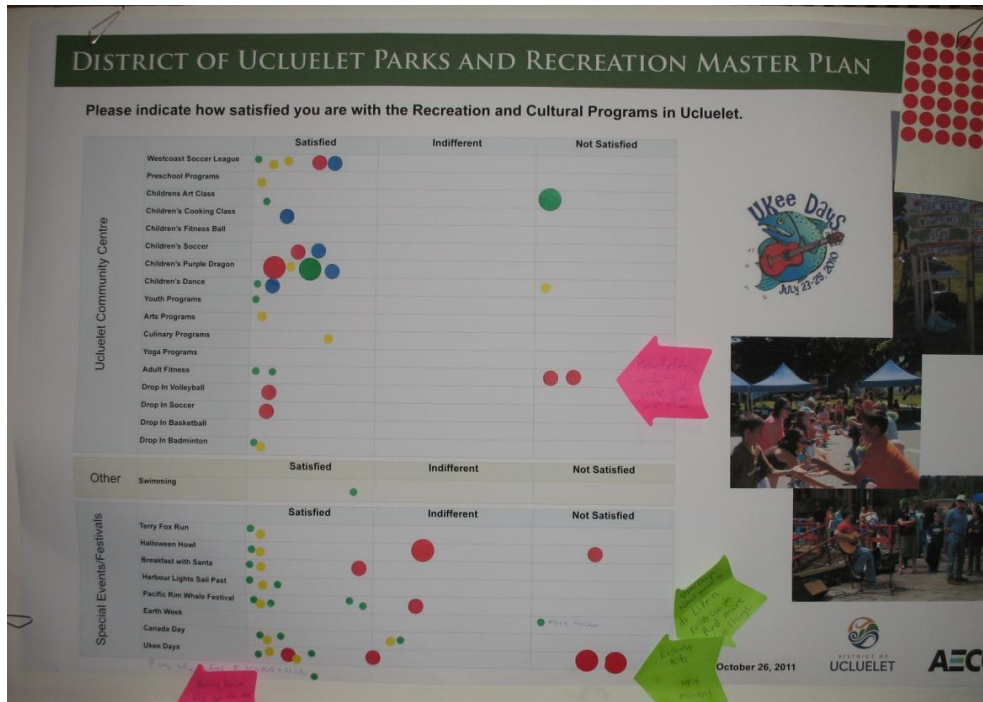 DISTRICT OF UCLUELET PARKS AND RECREATION MASTER PLAN
Please indicate how satisfied you are with the Recreation and Cultural Programs in Ucluelet.
Satisfied Indifferent Not Satisfied
Ucluelet Community Centre
Westcoast Soccer League
Preschool Programs
Childrens Art Class
Children's Cooking Class
Children's Fitness Ball
Children's Soccer
Children's Purple Dragon
Children's Dance
Youth Programs
Arts Programs
Culinary Programs
Yoga Programs
Adult Fitness
Drop In Volleyball
Drop In Soccer
Drop In Basketball
Drop In Badminton
Satisfied Indifferent Not Satisfied
Other
Swimming
Satisfied Indifferent Not Satisfied
Special Events/Festivals
Terry Fox Run
Halloween Howl
Breakfast with Santa
Harbour Lights Sail Past
Pacific Rim Whale Festival
Earth Week
Canada Day
Ukee Days
More
And more
UKee Days
July 23-25, 2010
October 26, 2011
DISTRICT OF
UCLUELET
AEC